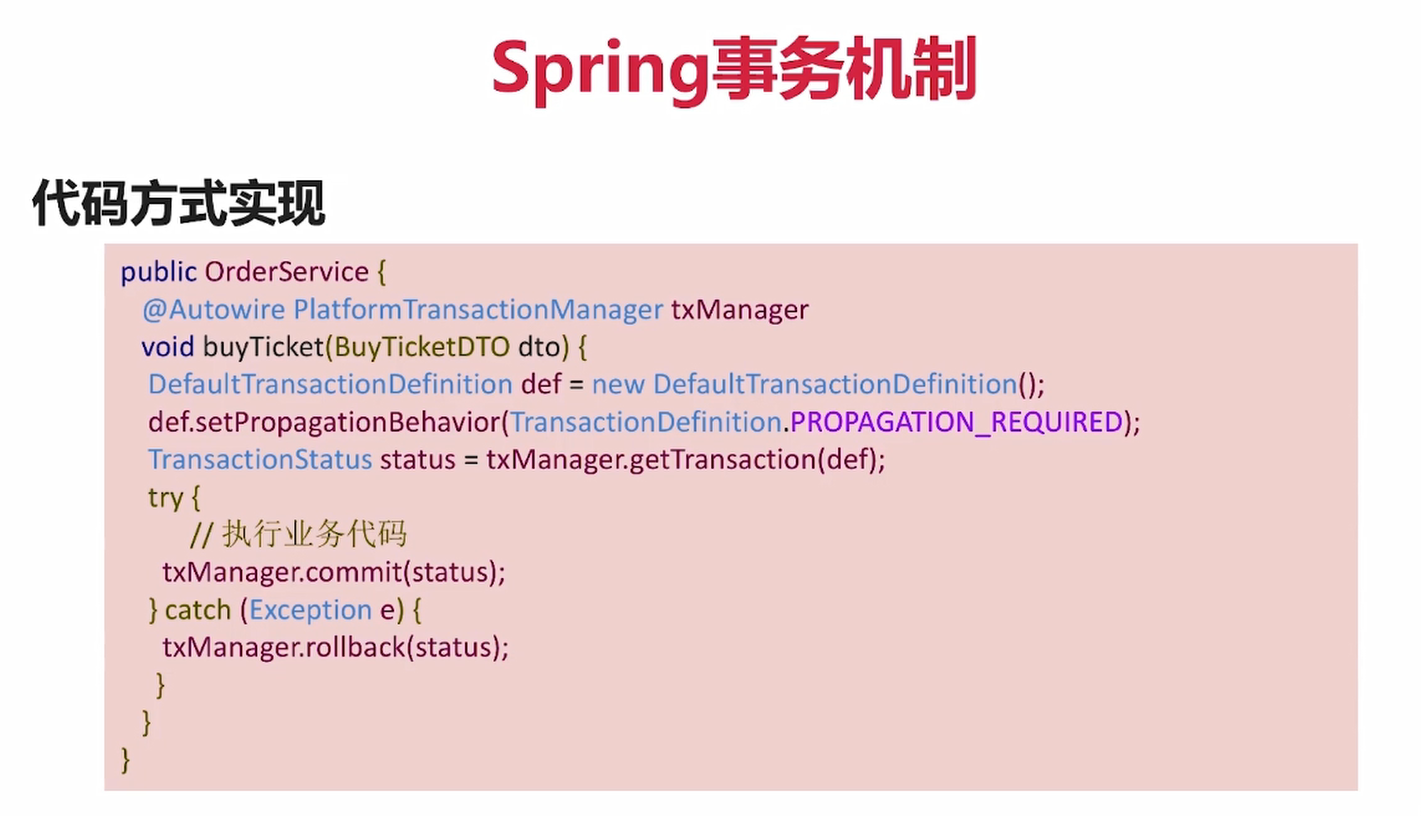 Spring事务机制
代码方式实现
public OrderService {
@Autowire PlatformTransactionManager txManager
void buyTicket(BuyTicketDTO dto) {
DefaultTransactionDefinition def = new DefaultTransactionDefinition();
def.setPropagationBehavior(TransactionDefinition.PROPAGATION_REQUIRED);
TransactionStatus status = txManager.getTransaction(def);
try {
// 执行业务代码
txManager.commit(status);
} catch (Exception e) {
txManager.rollback(status);
}
}
}